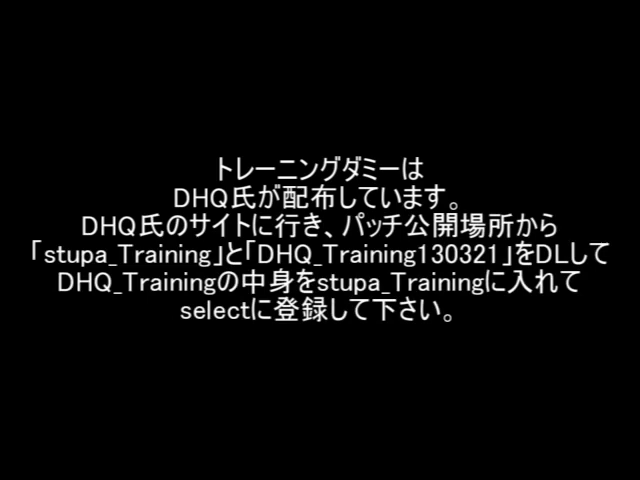 トレーニングダミーは
DHQ氏が配布しています。
DHQ氏のサイトに行き、パッチ公開場所から
「stupa_Training」と「DHQ_Training130321」をDLして
DHQ_Trainingの中身をstupa_Trainingに入れて
selectに登録して下さい。